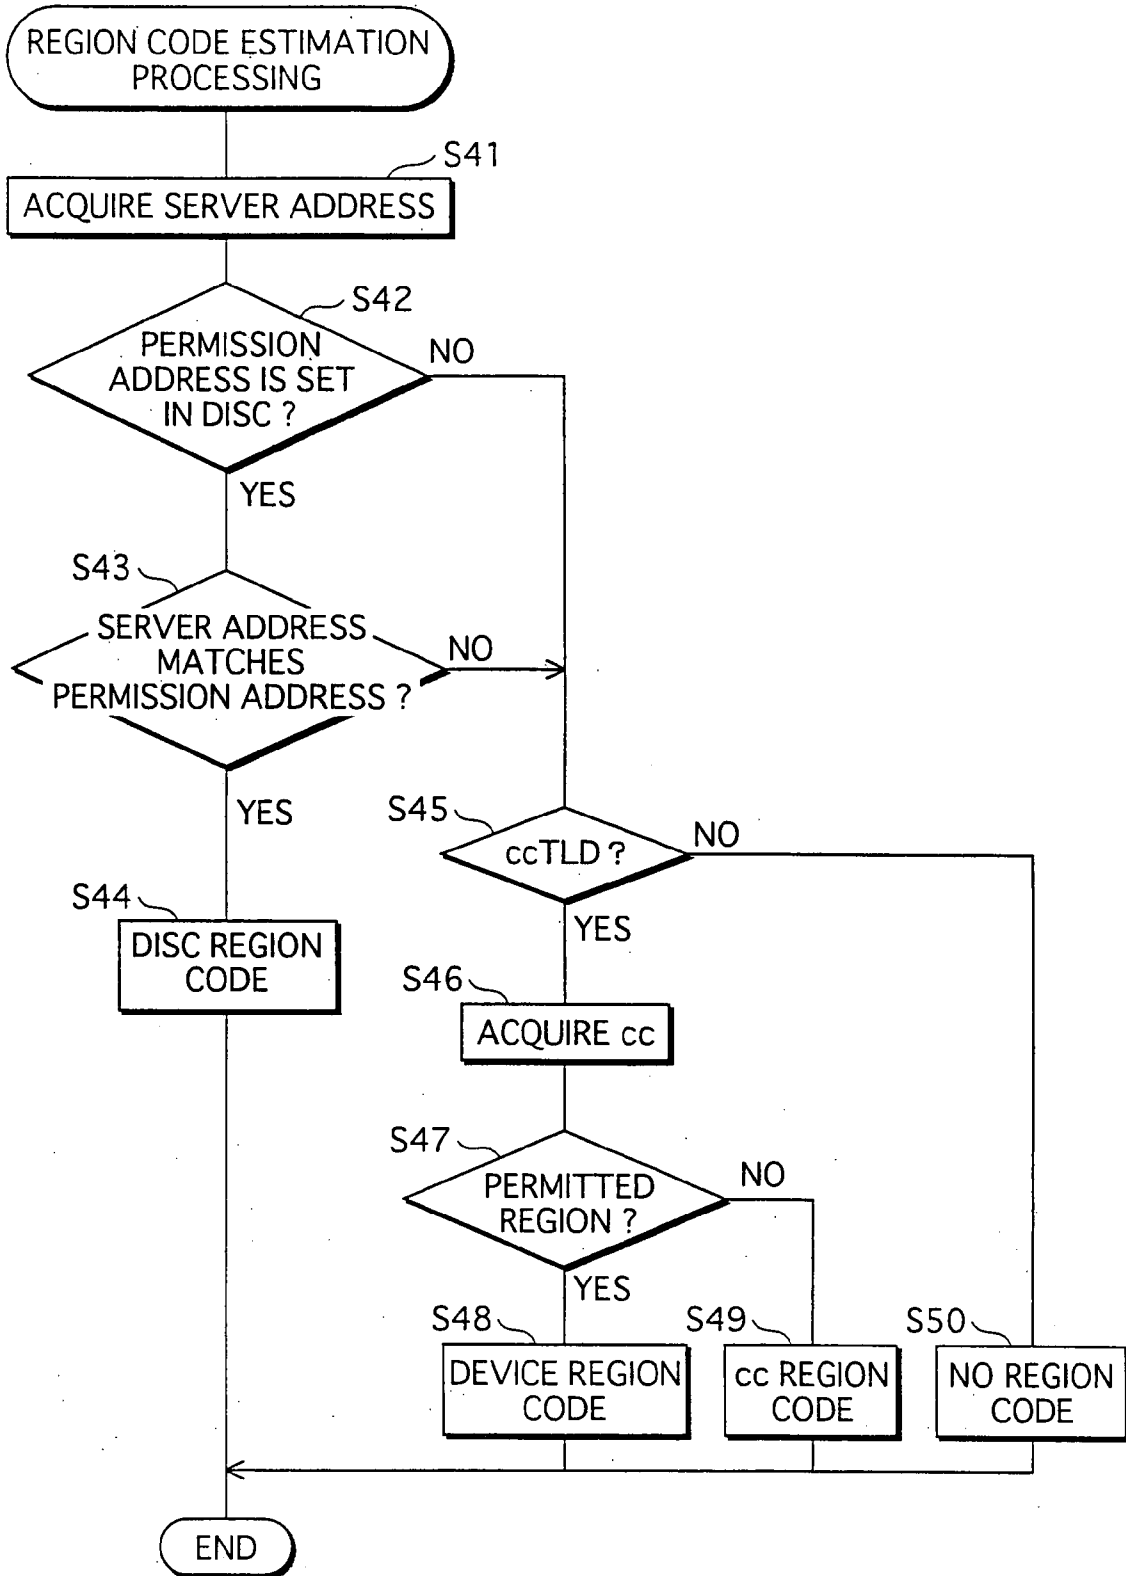 REGION CODE ESTIMATION
PROCESSING
S41
ACQUIRE SERVER ADDRESS
S42
PERMISSION
ADDRESS IS SET
IN DISC ?
NO
YES
S43
SERVER ADDRESS
MATCHES
PERMISSION ADDRESS ?
NO
YES
S44
DISC REGION
CODE
S45
ccTLD ?
NO
YES
S46
ACQUIRE cc
S47
PERMITTED
REGION ?
NO
YES
S48
DEVICE REGION
CODE
S49
cc REGION
CODE
S50
NO REGION
CODE
END